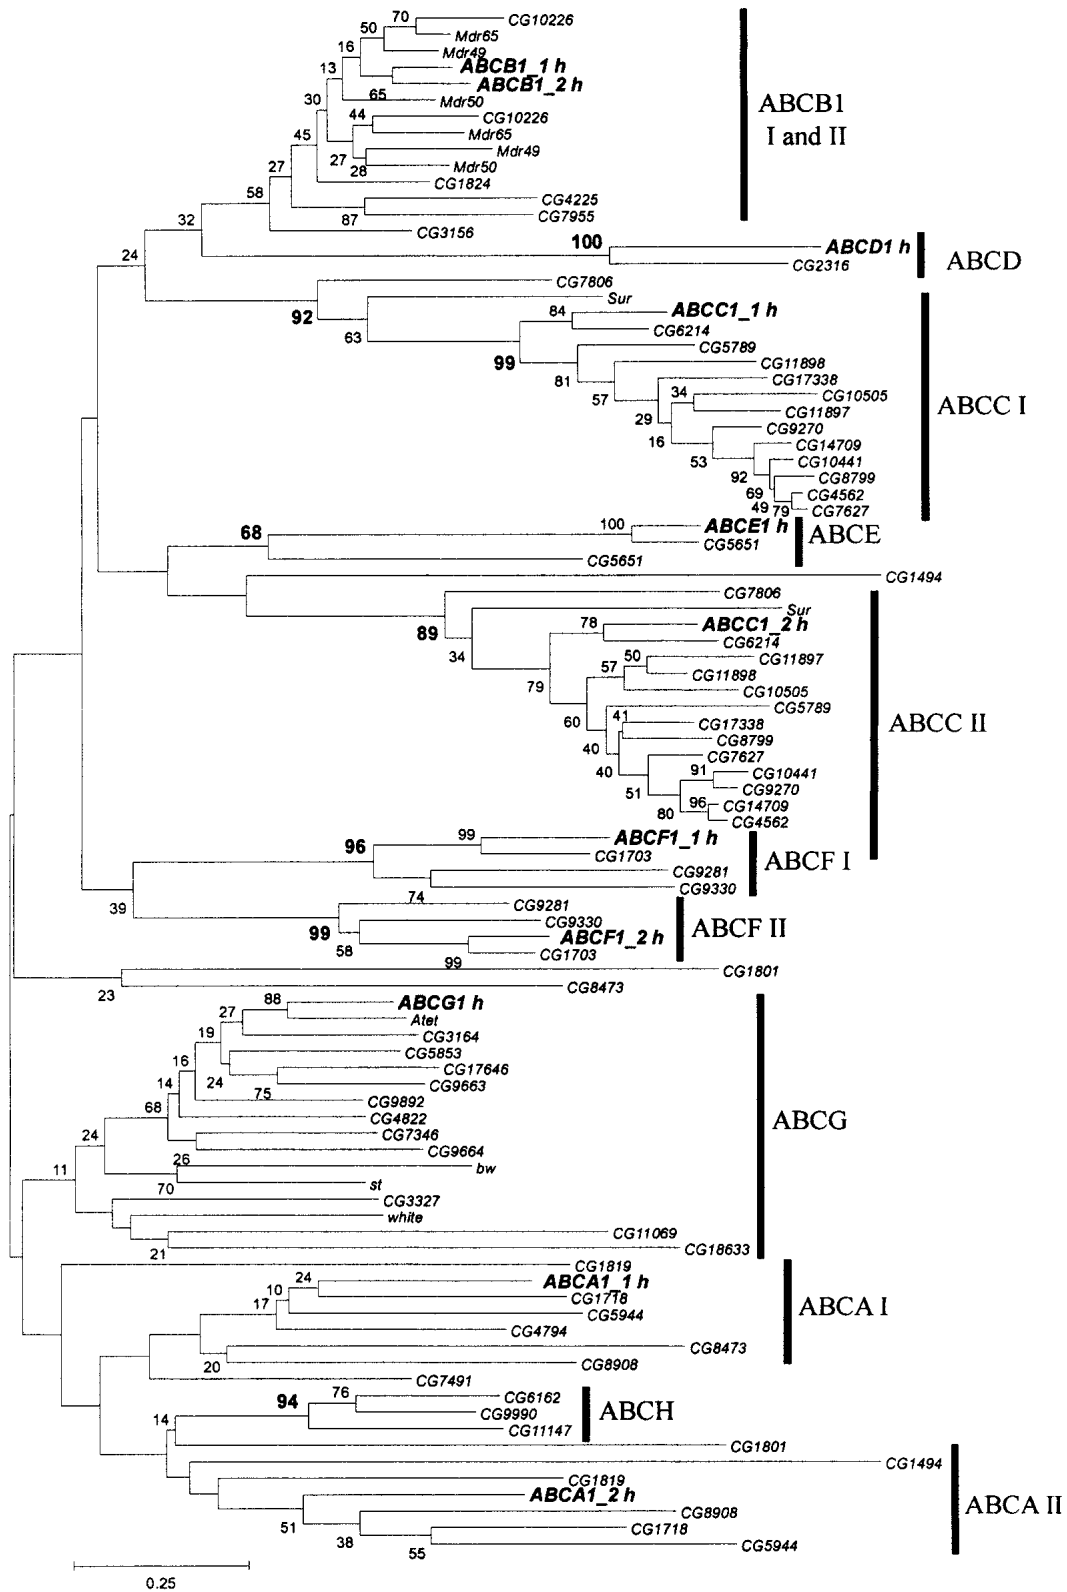 70
CG10226
50
Mdr65
16
Mdr49
13
ABCB1_1 h
ABCB1_2 h
65
Mdr50
30
44
CG10226
Mdr65
45
Mdr49
27
28
Mdr50
27
CG1824
58
CG4225
87
CG7955
32
CG3156
ABCB1
I and II
24
100
ABCD1 h
CG2316
ABCD
CG7806
92
Sur
63
84
ABCC1_1 h
CG6214
99
CG5789
81
CG11898
57
CG17338
34
CG10505
29
CG11897
16
CG9270
53
CG14709
92
CG10441
69
CG8799
49
79
CG4562
CG7627
ABCC I
68
100
ABCE1 h
CG5651
ABCE
CG5651
CG1494
CG7806
89
Sur
34
78
ABCC1_2 h
CG6214
79
50
CG11897
57
CG11898
CG10505
60
CG5789
41
CG17338
40
CG8799
40
CG7627
51
91
CG10441
CG9270
80
96
CG14709
CG4562
ABCC II
96
99
ABCF1_1 h
CG1703
CG9281
CG9330
ABCF I
39
74
CG9281
99
CG9330
58
ABCF1_2 h
CG1703
ABCF II
99
CG1801
23
CG8473
88
ABCG1 h
27
Atet
19
CG3164
CG5853
16
CG17646
24
CG9663
14
75
CG9892
68
CG4822
CG7346
24
CG9664
26
bw
11
70
st
CG3327
white
CG11069
21
CG18633
ABCG
CG1819
24
ABCA1_1 h
10
CG1718
17
CG5944
CG4794
CG8473
20
CG8908
ABCA I
CG7491
94
76
CG6162
CG9990
CG11147
ABCH
14
CG1801
CG1494
CG1819
ABCA1_2 h
51
CG8908
38
CG1718
55
CG5944
ABCA II
0.25